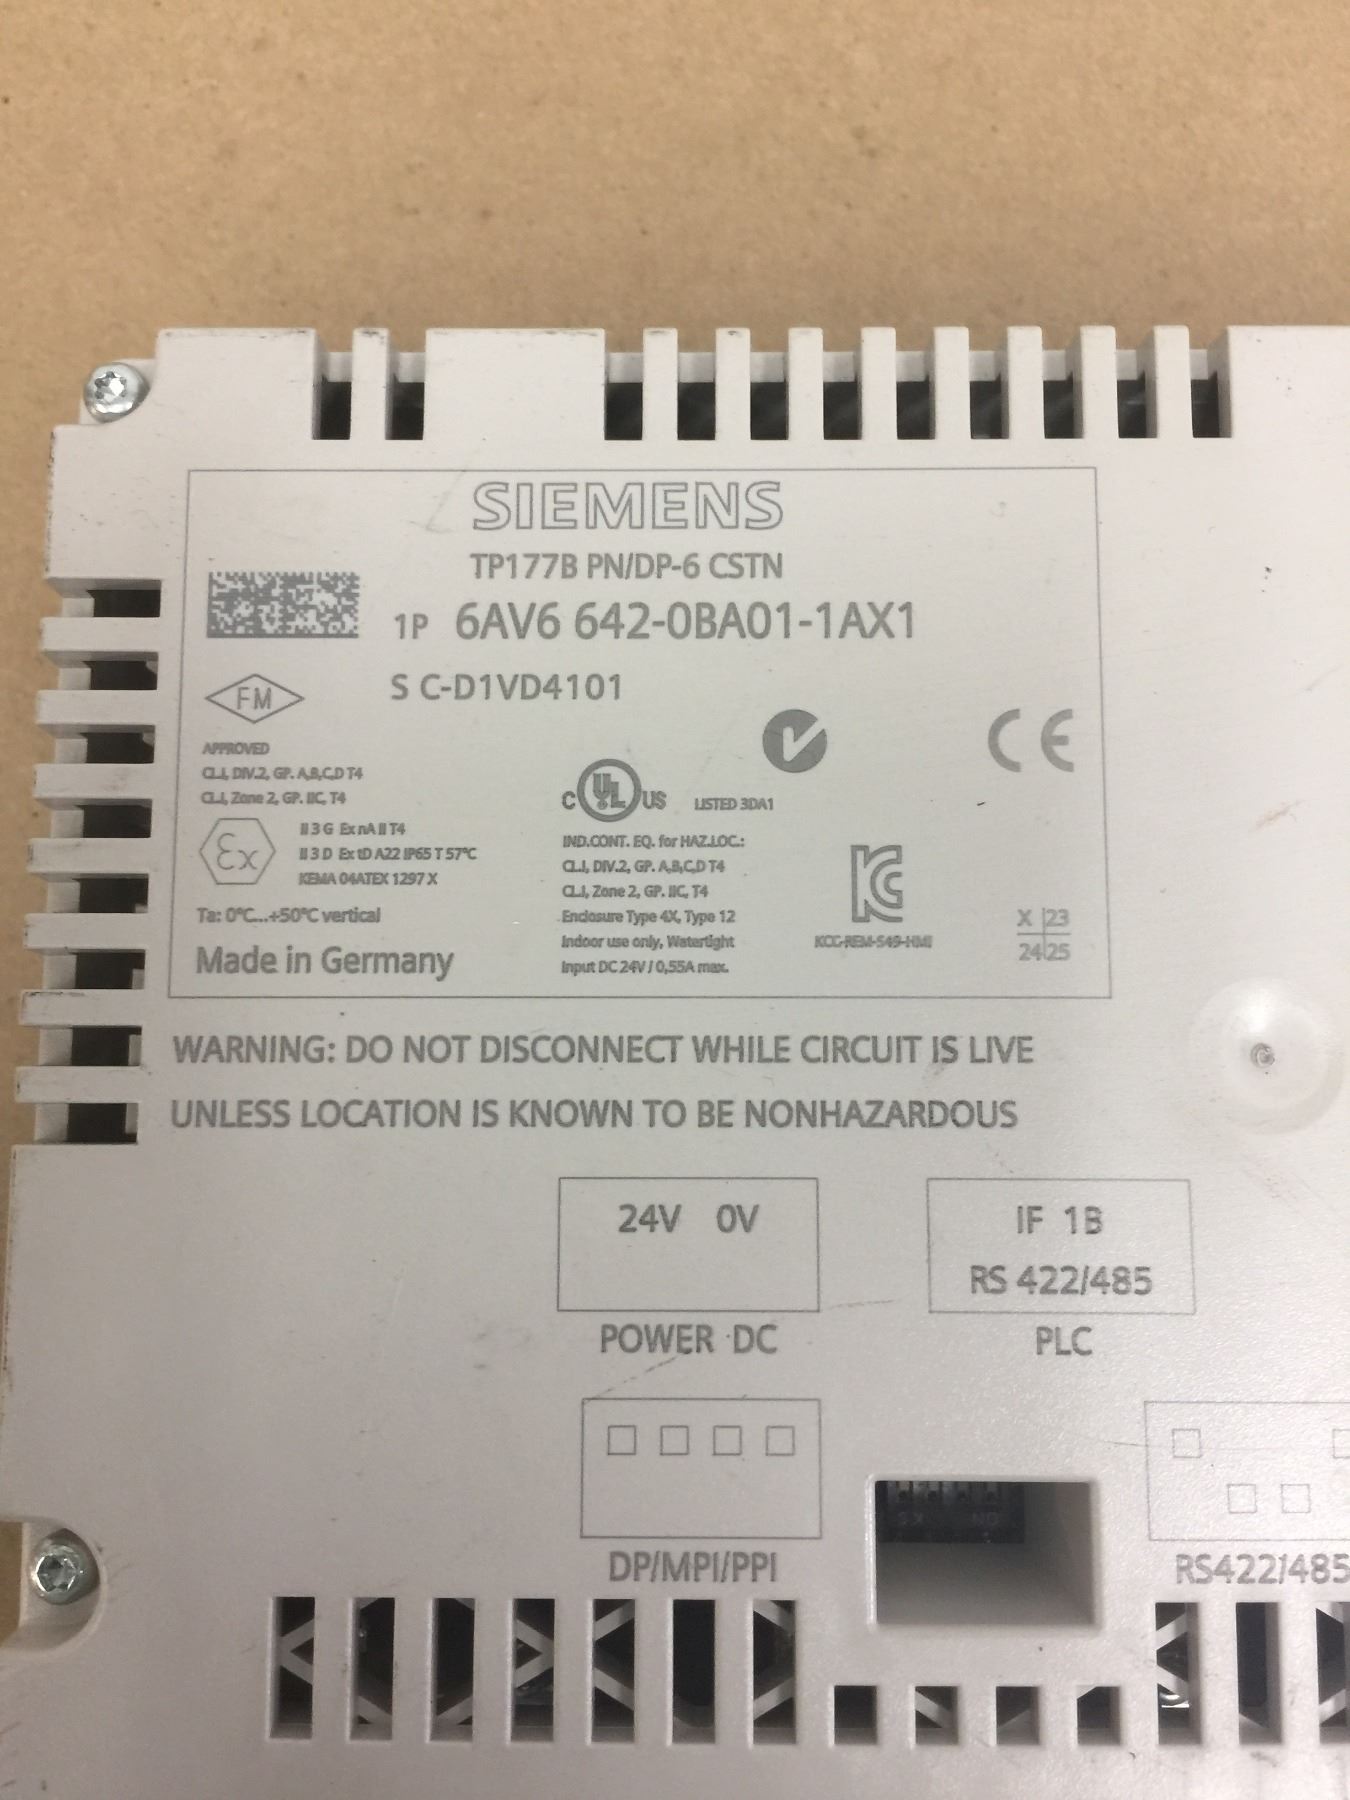 SIEMENS
TP177B PN/DP-6 CSTN
1P 6AV6 642-0BA01-1AX1
S C-D1VD4101
FM
APPROVED
CL.I, DIV.2, GP. A,B,C,D T4
CL.I, Zone 2, GP. IIC, T4
Ex
II 3 G Ex nA II T4
II 3 D Ex tD A22 IP65 T 57°C
KEMA 04ATEX 1297 X
Ta: 0°C...+50°C vertical
Made in Germany
C UL US LISTED 3DA1
IND.CONT. EQ. for HAZ.LOC.:
CL.I, DIV.2, GP. A,B,C,D T4
CL.I, Zone 2, GP. IIC, T4
Enclosure Type 4X, Type 12
Indoor use only, Watertight
Input DC 24V / 0,55A max.
CE
KCC-REM-S49-HMI
X 23
24 25
WARNING: DO NOT DISCONNECT WHILE CIRCUIT IS LIVE
UNLESS LOCATION IS KNOWN TO BE NONHAZARDOUS
24V 0V
POWER DC
IF 1B
RS 422/485
PLC
DP/MPI/PPI
ON
RS422/485